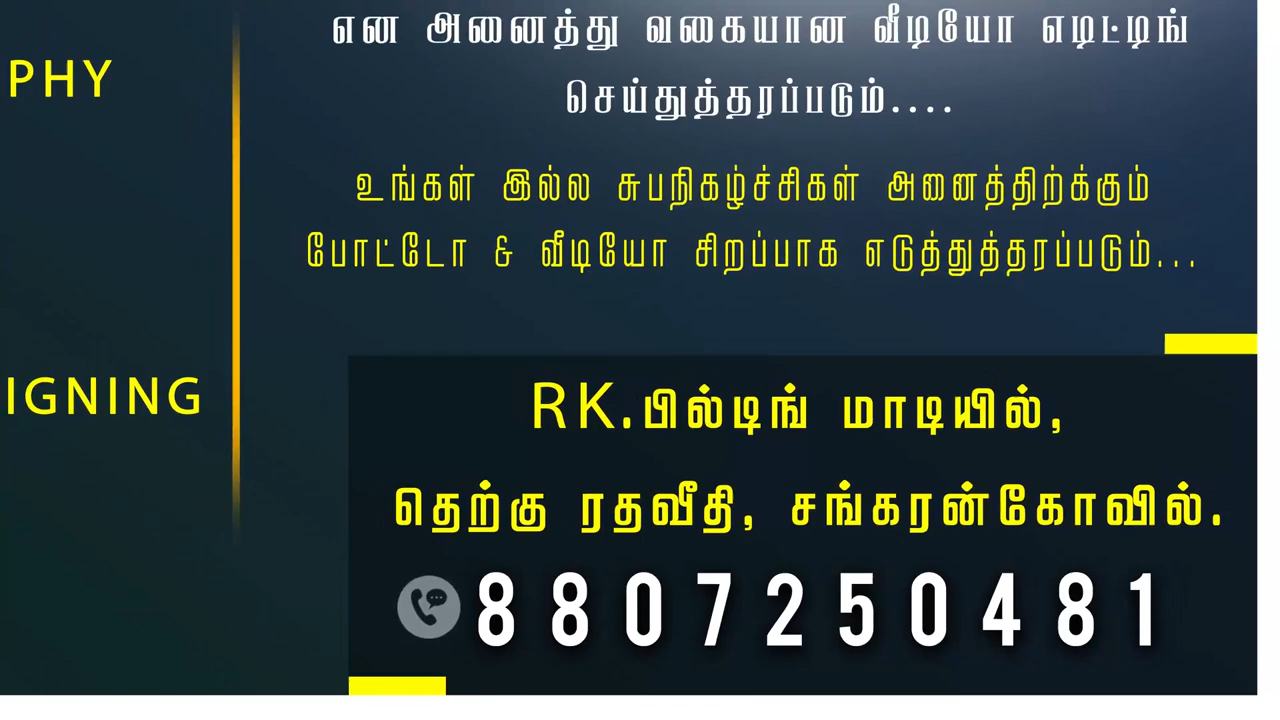 என அனைத்து வகையான வீடியோ எடிட்டிங்
செய்துத்தரப்படும்....
PHY
உங்கள் இல்ல சுபநிகழ்ச்சிகள் அனைத்திற்க்கும்
போட்டோ & வீடியோ சிறப்பாக எடுத்துத்தரப்படும்...
IGNING
RK.பில்டிங் மாடியில்,
தெற்கு ரதவீதி, சங்கரன்கோவில்.
8807250481